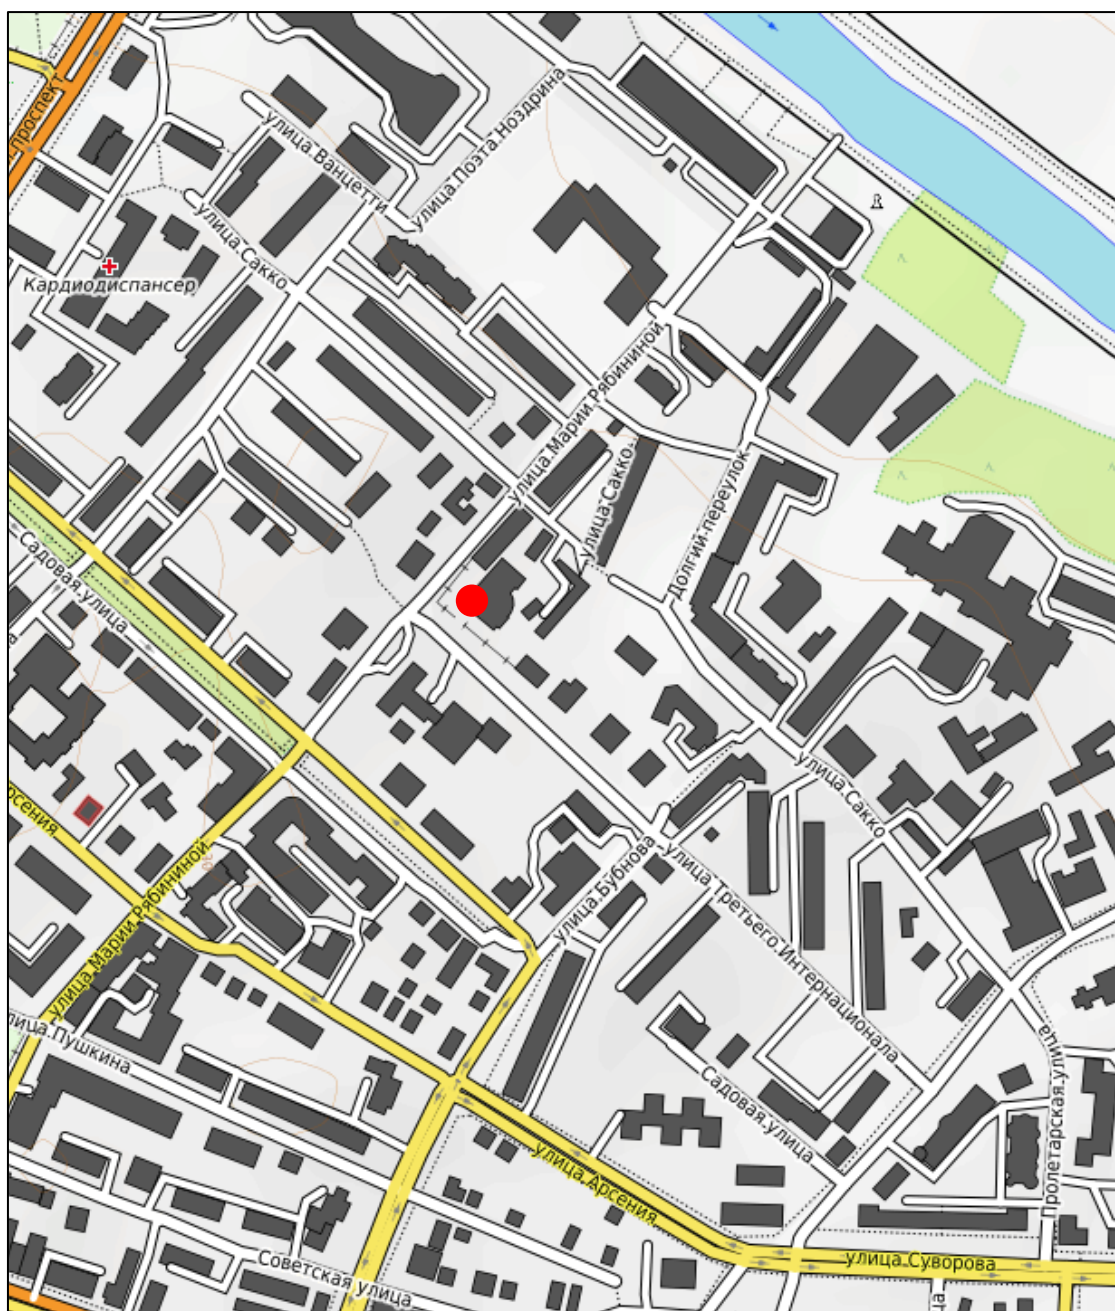 проспект
улица Ванцетти
улица Поэта Ноздрина
улица Сакко
Кардиодиспансер
улица Марии Рябининой
улица Сакко
Долгий переулок
Садовая улица
улица Сакко
рсения
улица Марии Рябининой
улица Бубнова
улица Третьего Интернационала
лица Пушкина
Садовая улица
Пролетарская улица
улица Арсения
улица Суворова
Советская улица